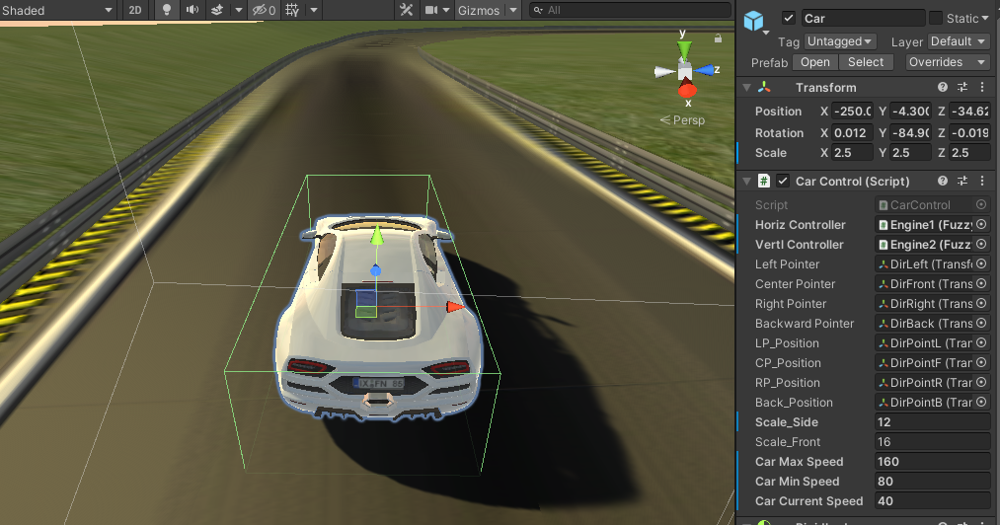 Shaded 2D 0 Gizmos All
Car Static
Tag Untagged Layer Default
Prefab Open Select Overrides
y
z
x
Persp
Transform
Position X -250.0 Y -4.300 Z -34.62
Rotation X 0.012 Y -84.90 Z -0.019
Scale X 2.5 Y 2.5 Z 2.5
Car Control (Script)
Script CarControl
Horiz Controller Engine1 (Fuzzy
Vertl Controller Engine2 (Fuzz
Left Pointer DirLeft (Transf
Center Pointer DirFront (Trans
Right Pointer DirRight (Trans
Backward Pointer DirBack (Trans
LP_Position DirPointL (Trar
CP_Position DirPointF (Trar
RP_Position DirPointR (Trar
Back_Position DirPointB (Trar
Scale_Side 12
Scale_Front 16
Car Max Speed 160
Car Min Speed 80
Car Current Speed 40